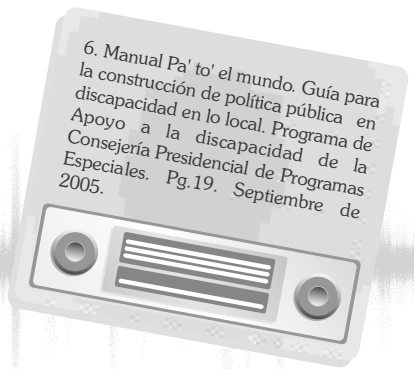 6. Manual Pa' to' el mundo. Guía para
la construcción de política pública en
discapacidad en lo local. Programa de
Apoyo a la discapacidad de la
Consejería Presidencial de Programas
Especiales. Pg.19. Septiembre de
2005.